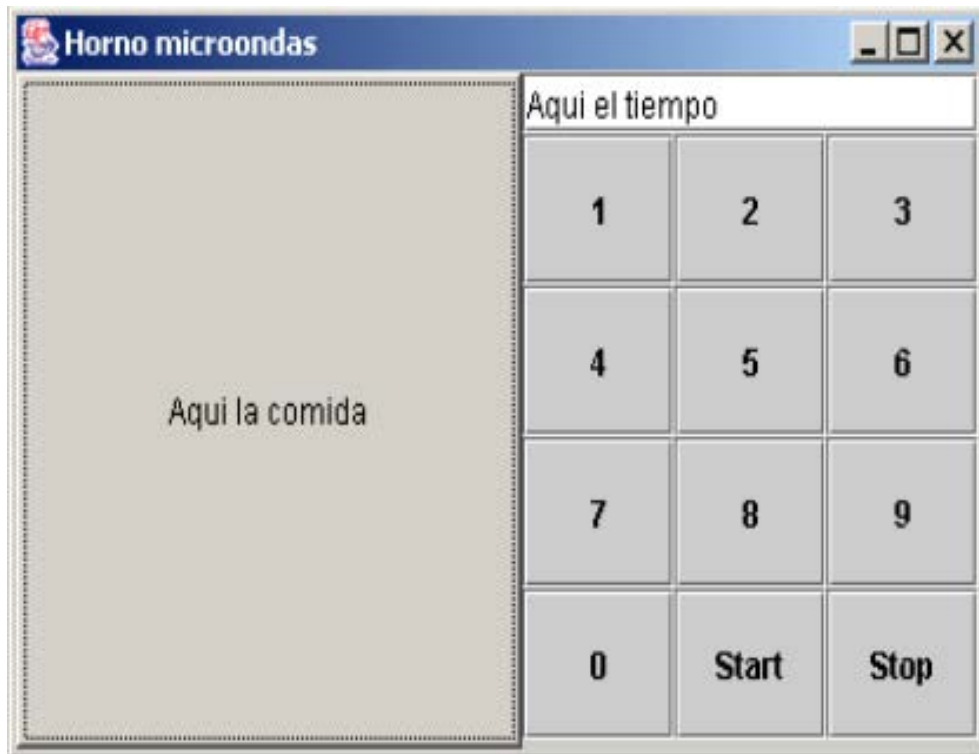 Horno microondas
Aqui el tiempo
Aqui la comida
1 2 3
4 5 6
7 8 9
0 Start Stop